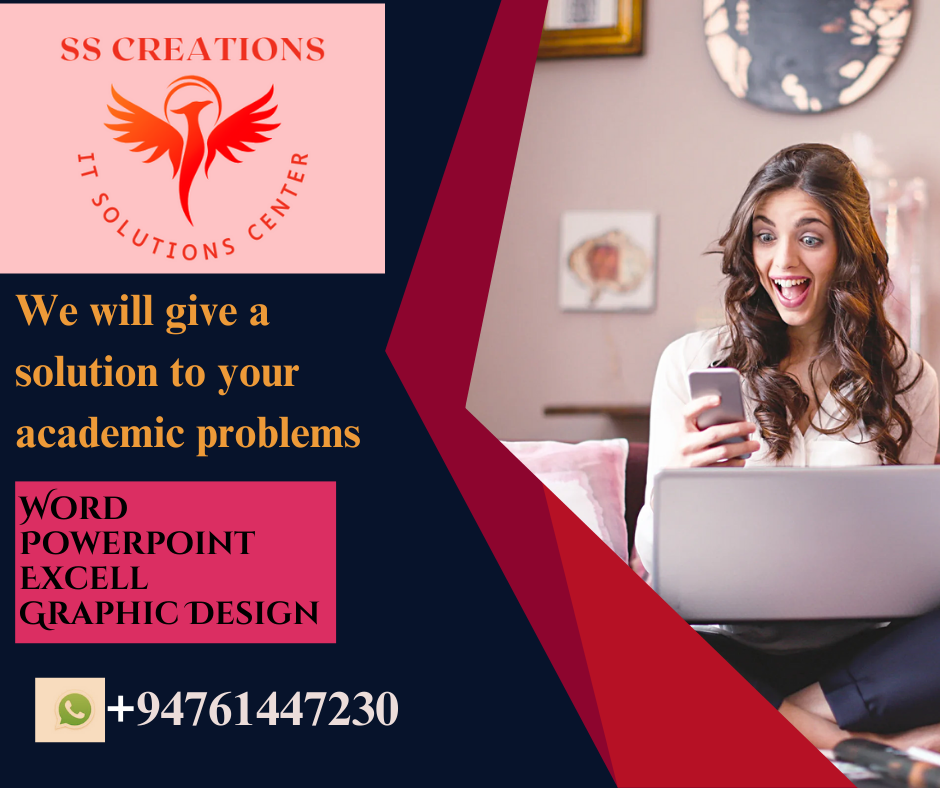 SS CREATIONS
IT SOLUTIONS CENTER
We will give a
solution to your
academic problems
Word
PowerPoint
Excell
Graphic Design
+94761447230